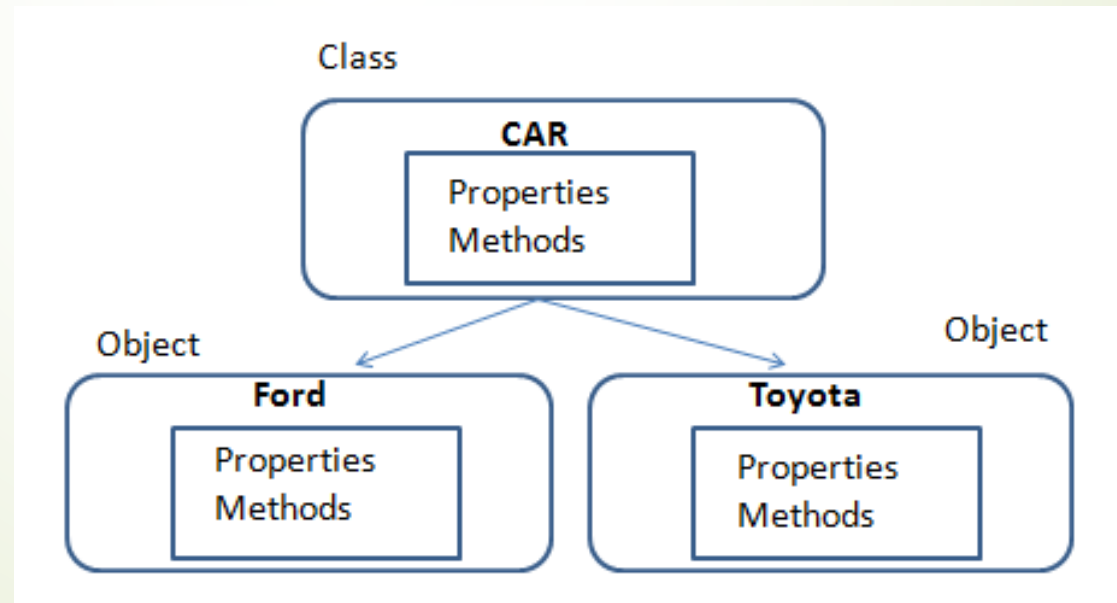 Class
CAR
Properties
Methods
Object
Object
Ford
Properties
Methods
Toyota
Properties
Methods